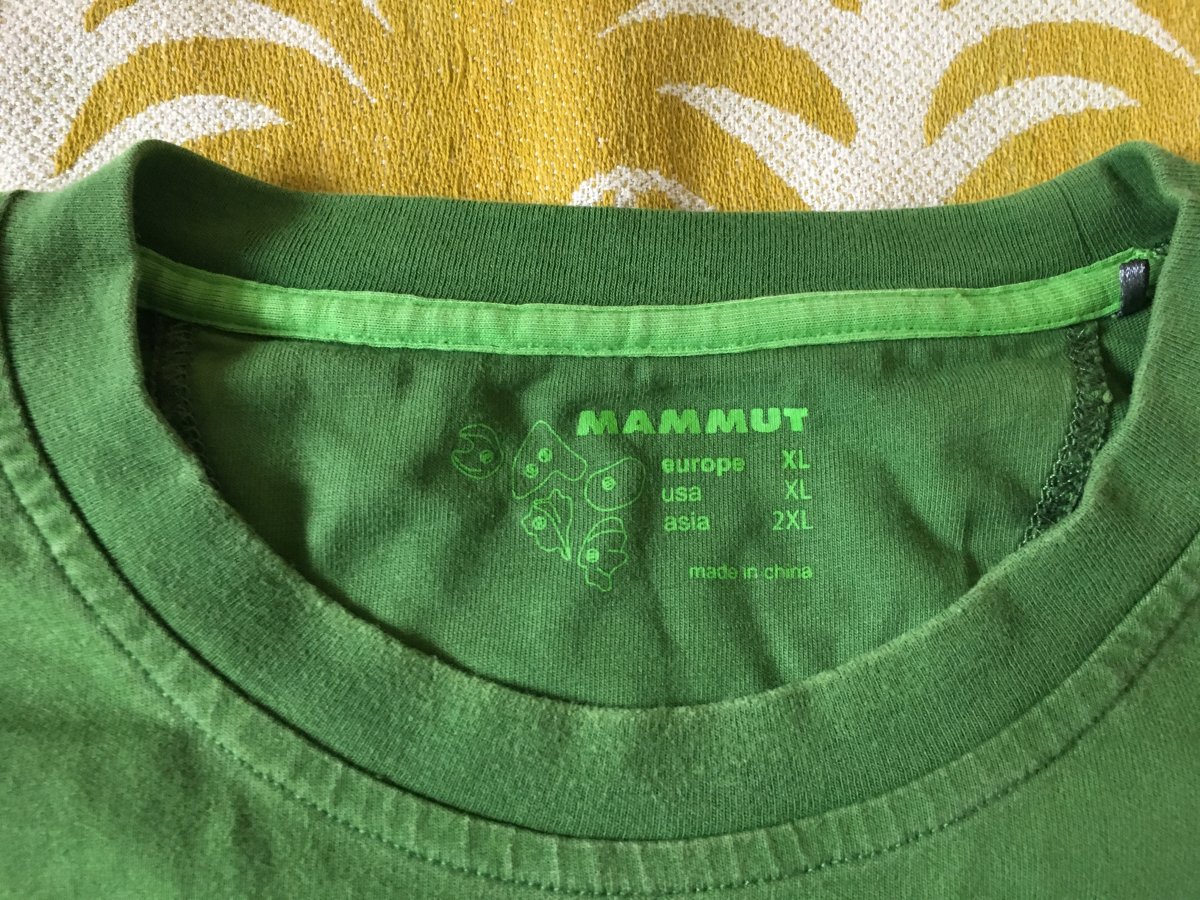 MAMMUT
europe XL
usa XL
asia 2XL
made in china